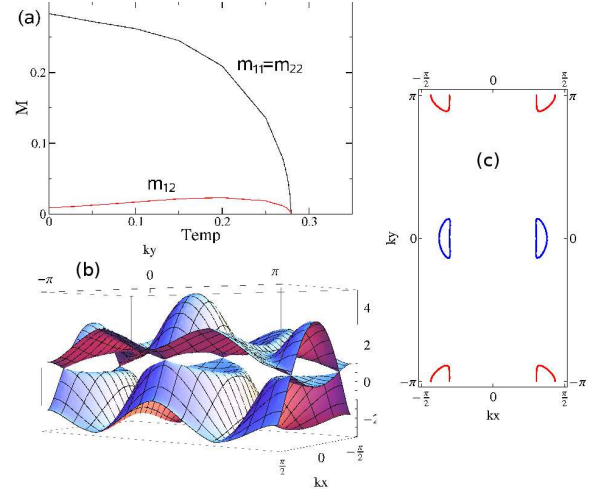 (a)
0.2
M
0.1
0
m₁₁=m₂₂
m₁₂
0 0.1 0.2 0.3
Temp
ky
(b)
−π 0 π
4
2
0
π/2 0 −π/2
kx
(c)
−π/2 0 π/2
π π
ky 0 0
−π −π
−π/2 0 π/2
kx